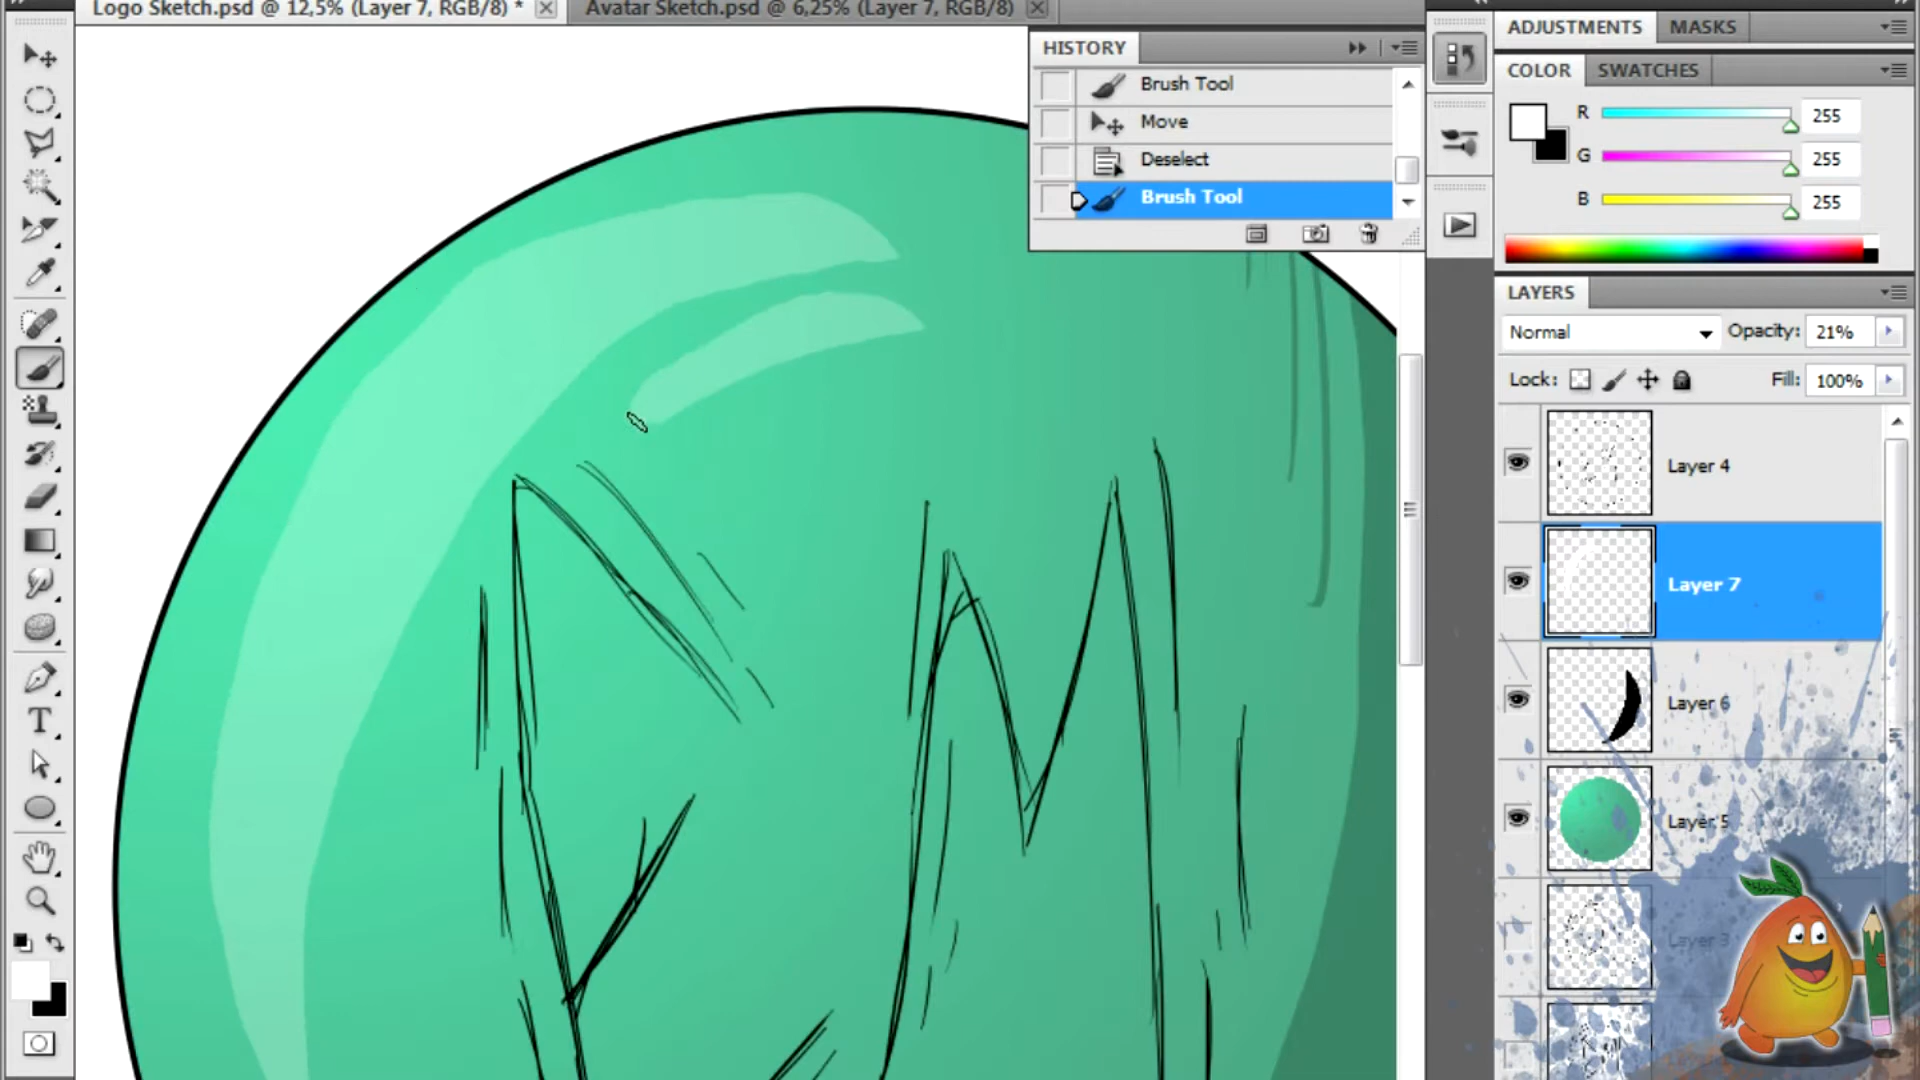 Logo Sketch.psd @ 12,5% (Layer 7, RGB/8) *
Avatar Sketch.psd @ 6,25% (Layer 7, RGB/8)
HISTORY
Brush Tool
Move
Deselect
Brush Tool
ADJUSTMENTS
MASKS
COLOR
SWATCHES
R
255
G
255
B
255
LAYERS
Normal
Opacity:
21%
Lock:
Fill:
100%
Layer 4
Layer 7
Layer 6
Layer 5
Layer 3